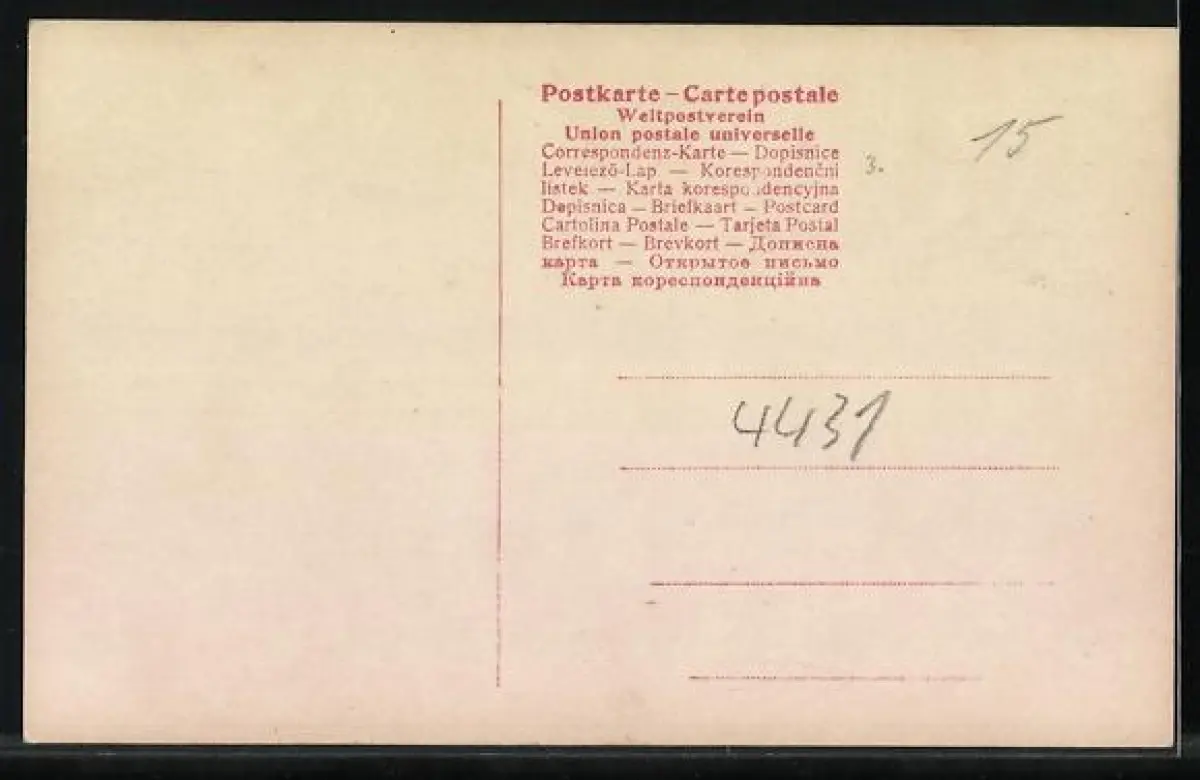 Postkarte – Carte postale
Weltpostverein
Union postale universelle
Correspondenz-Karte — Dopisnice
Levelező-Lap — Korespondenční
lístek — Karta korespondencyjna
Dopisnica — Briefkaart — Postcard
Cartolina Postale — Tarjeta Postal
Brefkort — Brevkort — Дописна
карта — Открытое письмо
Карта кореспонденційна
15
3.
4431